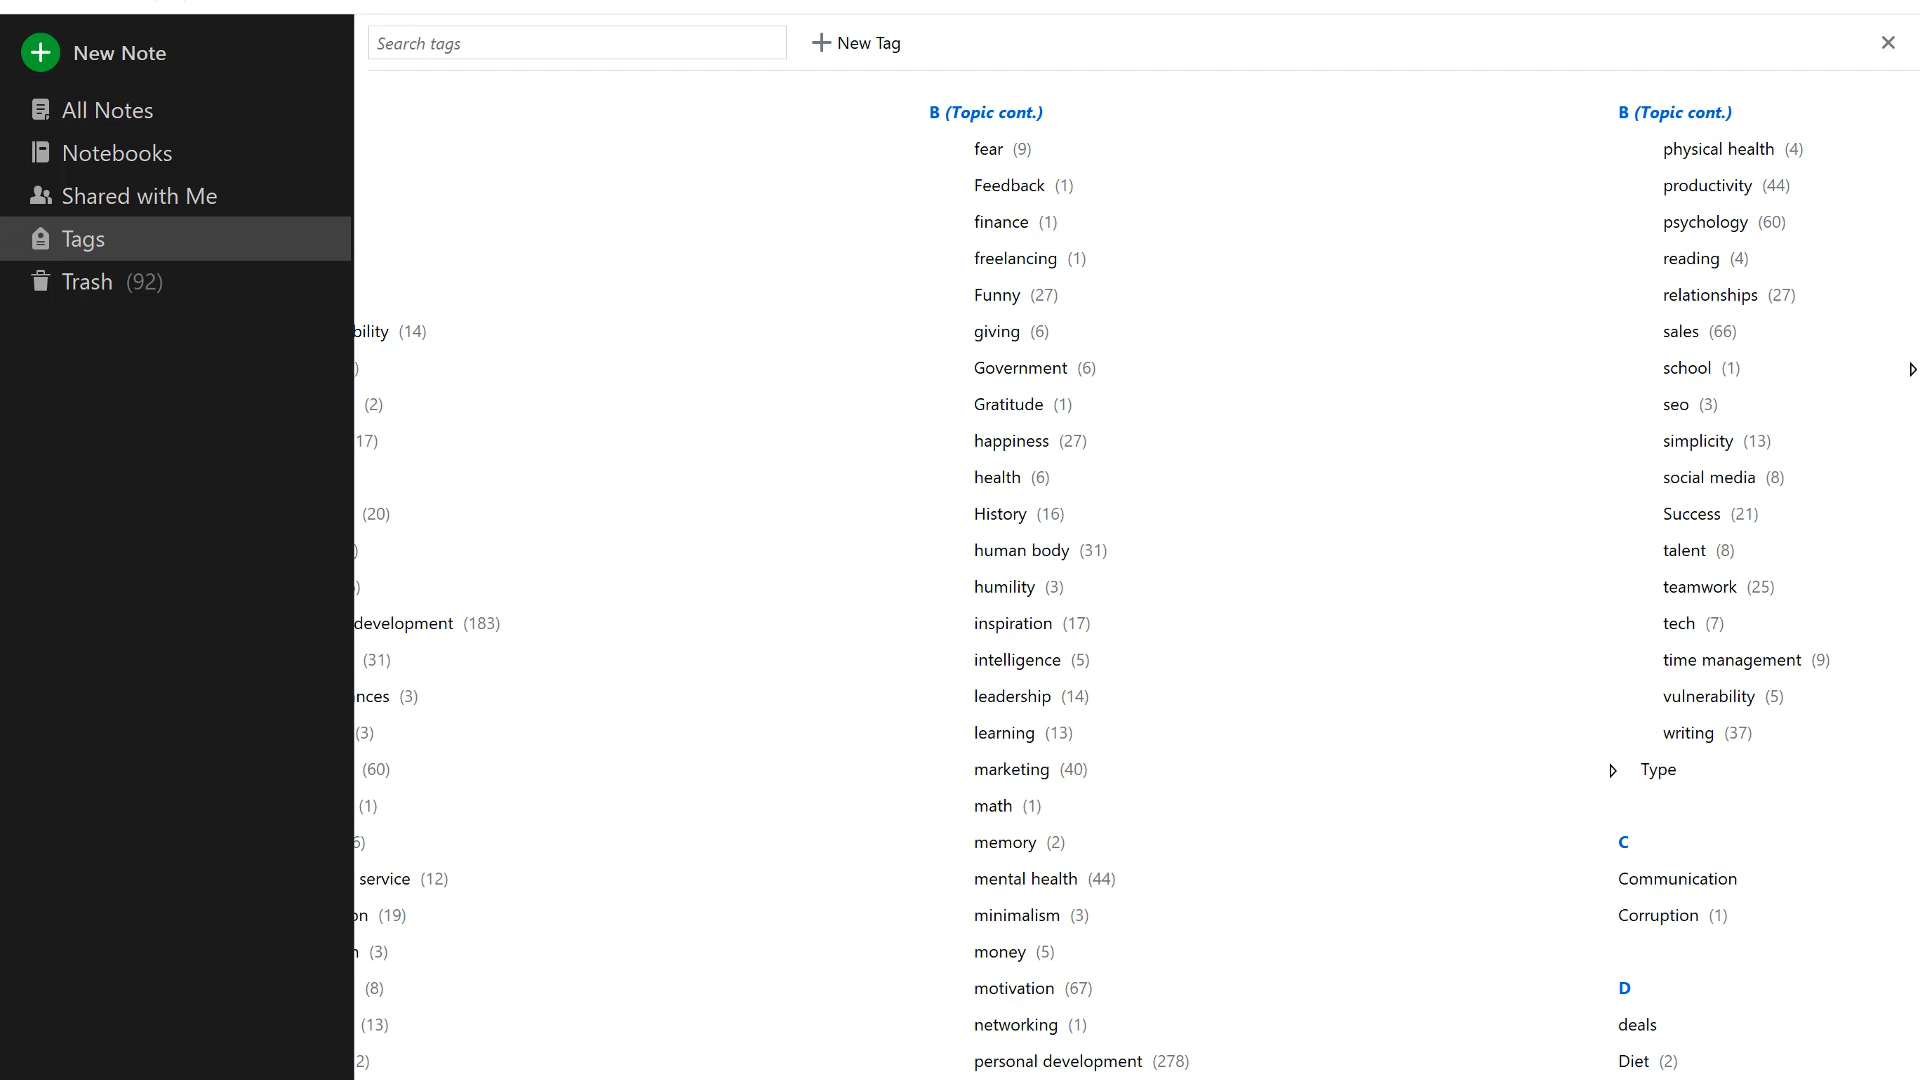 New Note
All Notes
Notebooks
Shared with Me
Tags
Trash (92)
Search tags
New Tag
(14)
(2)
(20)
development (183)
(31)
(3)
(3)
(60)
(1)
service (12)
(19)
(3)
(8)
(13)
B (Topic cont.)
fear (9)
Feedback (1)
finance (1)
freelancing (1)
Funny (27)
giving (6)
Government (6)
Gratitude (1)
happiness (27)
health (6)
History (16)
human body (31)
humility (3)
inspiration (17)
intelligence (5)
leadership (14)
learning (13)
marketing (40)
math (1)
memory (2)
mental health (44)
minimalism (3)
money (5)
motivation (67)
networking (1)
personal development (278)
B (Topic cont.)
physical health (4)
productivity (44)
psychology (60)
reading (4)
relationships (27)
sales (66)
school (1)
seo (3)
simplicity (13)
social media (8)
Success (21)
talent (8)
teamwork (25)
tech (7)
time management (9)
vulnerability (5)
writing (37)
Type
C
Communication
Corruption (1)
D
deals
Diet (2)